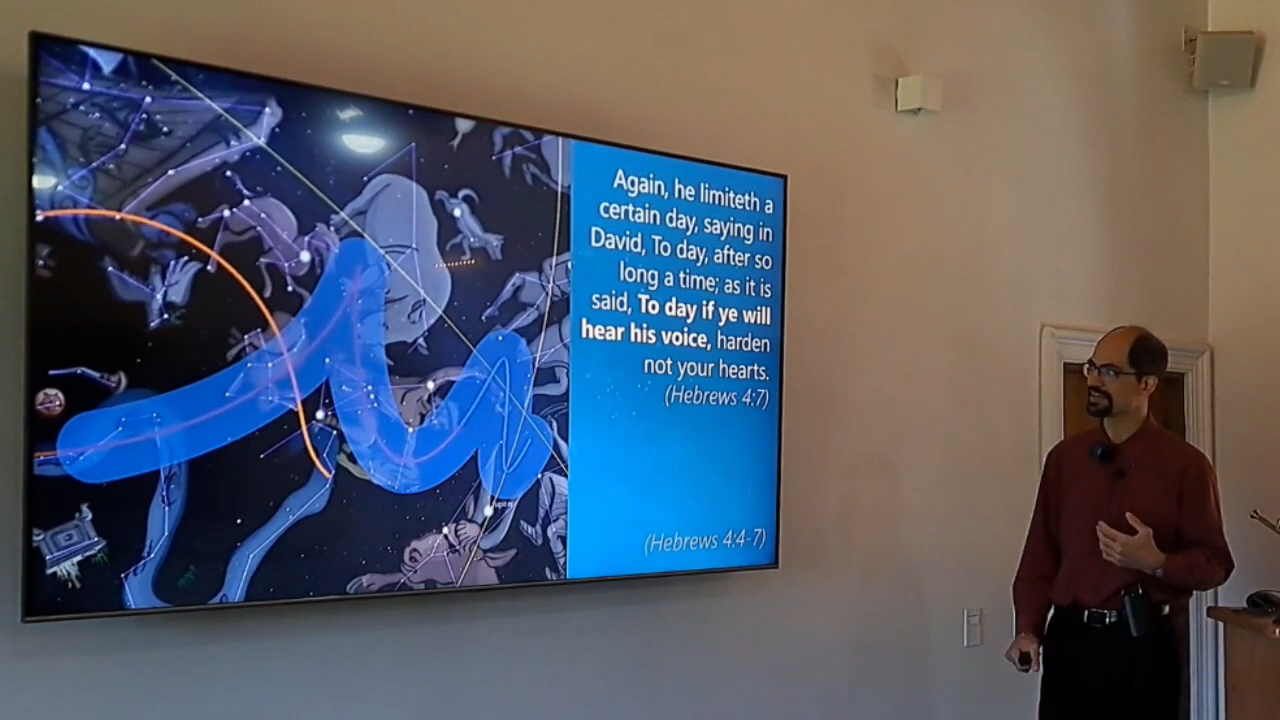 Again, he limiteth a
certain day, saying in
David, To day, after so
long a time; as it is
said, To day if ye will
hear his voice, harden
not your hearts.
(Hebrews 4:7)
(Hebrews 4:4-7)
Jupiter